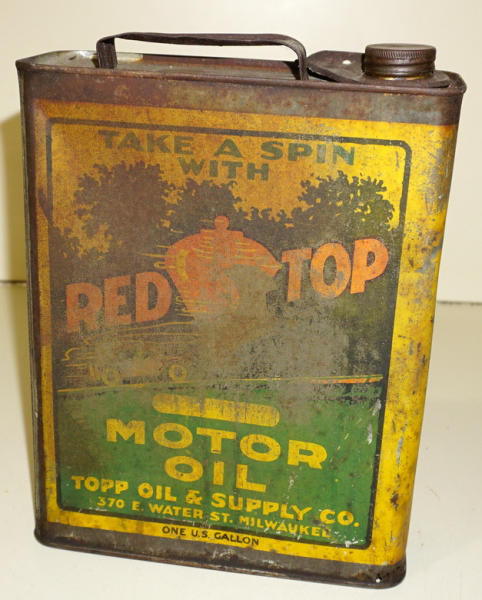 TAKE A SPIN
WITH
RED TOP
MOTOR
OIL
TOPP OIL & SUPPLY CO.
370 E. WATER ST. MILWAUKEE
ONE U.S. GALLON